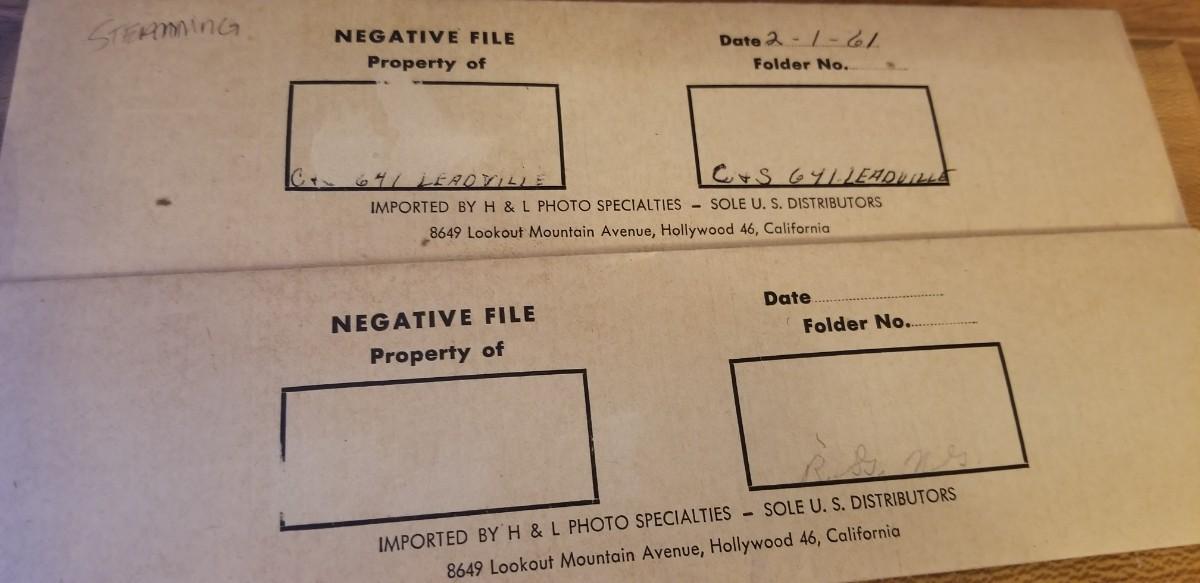 STEAMMING
NEGATIVE FILE
Property of
Date 2-1-61
Folder No.
C+S 641 LEADVILLE
C+S 641 LEADVILLE
IMPORTED BY H & L PHOTO SPECIALTIES – SOLE U. S. DISTRIBUTORS
8649 Lookout Mountain Avenue, Hollywood 46, California
NEGATIVE FILE
Property of
Date
Folder No.
R. Gr. W.
IMPORTED BY H & L PHOTO SPECIALTIES – SOLE U. S. DISTRIBUTORS
8649 Lookout Mountain Avenue, Hollywood 46, California